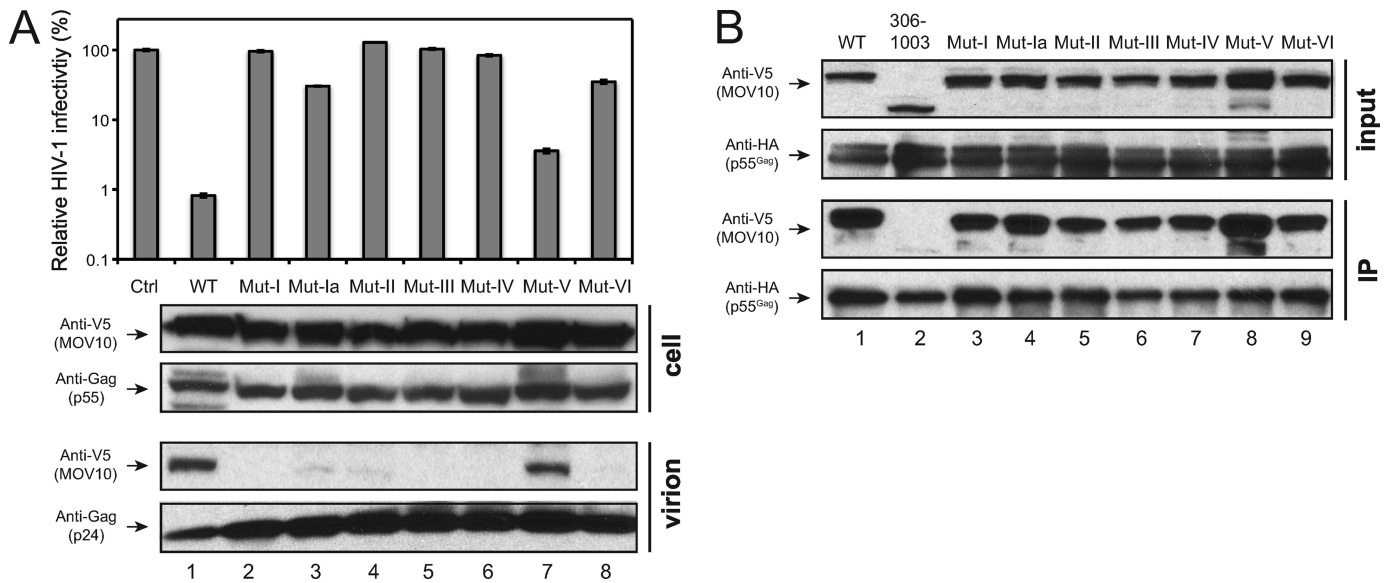 A
Relative HIV-1 infectivtiy (%)
100
10
1
0.1
Ctrl WT Mut-I Mut-Ia Mut-II Mut-III Mut-IV Mut-V Mut-VI
Anti-V5
(MOV10)
Anti-Gag
(p55)
cell
Anti-V5
(MOV10)
Anti-Gag
(p24)
virion
1 2 3 4 5 6 7 8
B
WT 306-1003 Mut-I Mut-Ia Mut-II Mut-III Mut-IV Mut-V Mut-VI
Anti-V5
(MOV10)
Anti-HA
(p55Gag)
input
Anti-V5
(MOV10)
Anti-HA
(p55Gag)
IP
1 2 3 4 5 6 7 8 9